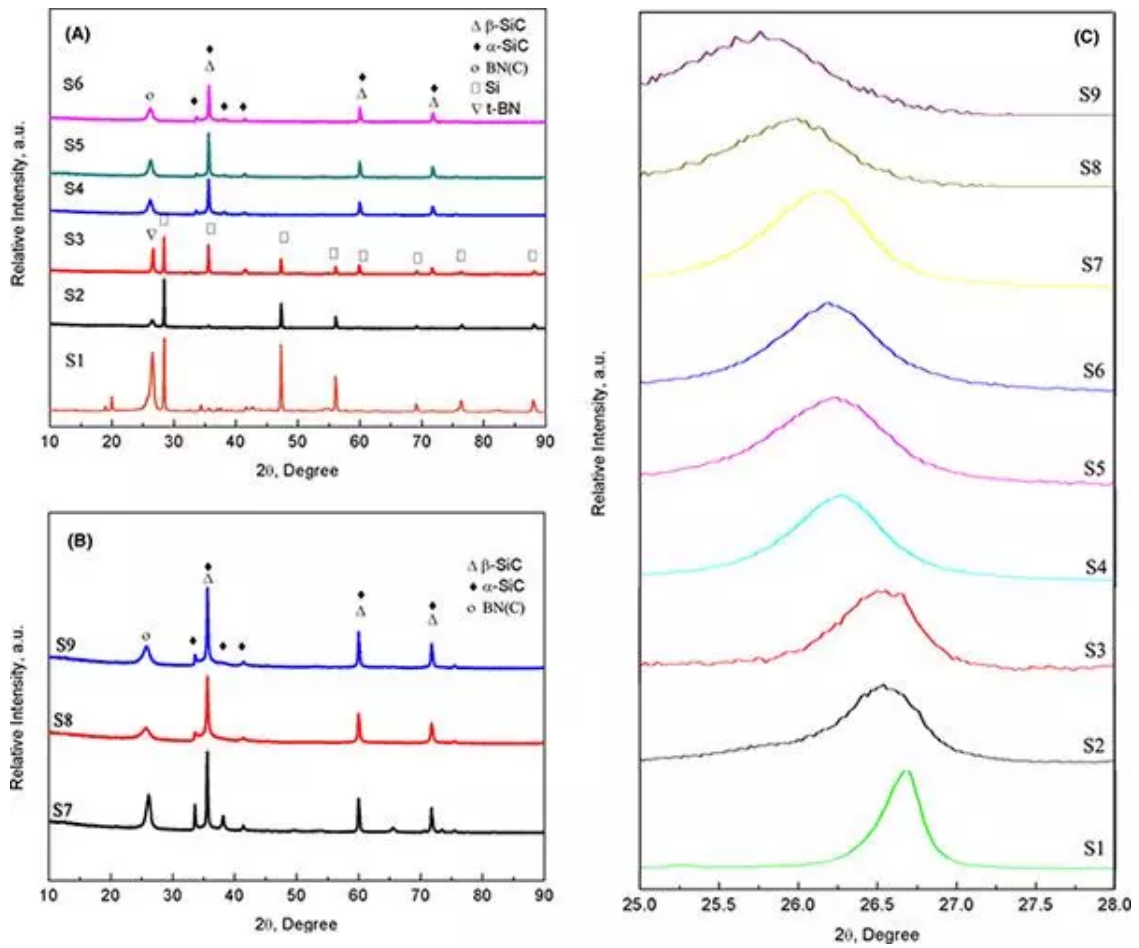 (A)
Δ β-SiC
♦ α-SiC
o BN(C)
□ Si
∇ t-BN
S6
S5
S4
S3
S2
S1
Relative Intensity, a.u.
10 20 30 40 50 60 70 80 90
2θ, Degree
(B)
Δ β-SiC
♦ α-SiC
o BN(C)
S9
S8
S7
Relative Intensity, a.u.
10 20 30 40 50 60 70 80 90
2θ, Degree
(C)
S9
S8
S7
S6
S5
S4
S3
S2
S1
Relative Intensity, a.u.
25.0 25.5 26.0 26.5 27.0 27.5 28.0
2θ, Degree